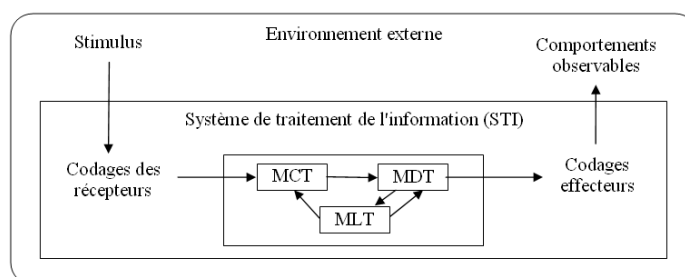 Environnement externe
Stimulus
Comportements
observables
Système de traitement de l'information (STI)
Codages des
récepteurs
MCT
MDT
MLT
Codages
effecteurs